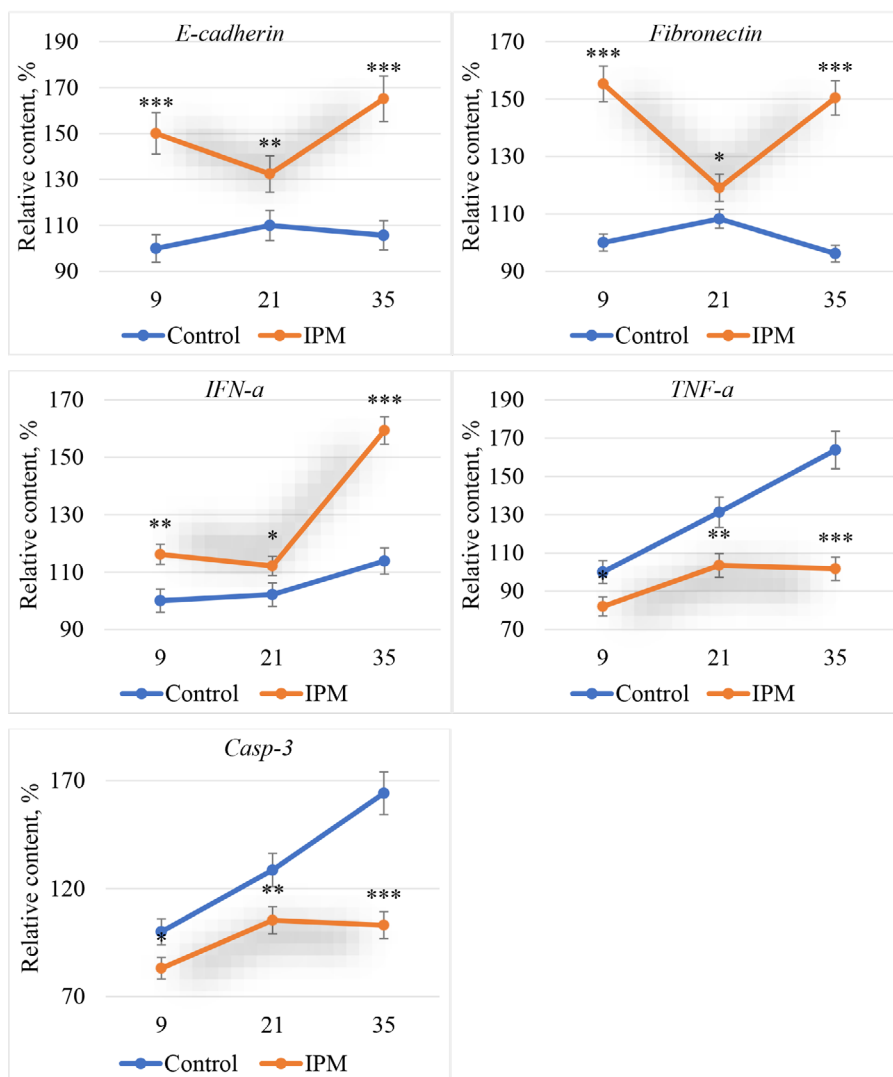 E-cadherin
Relative content, %
190
170
150
130
110
90
***
**
***
9 21 35
Control IPM
Fibronectin
Relative content, %
170
150
130
110
90
***
*
***
9 21 35
Control IPM
IFN-a
Relative content, %
170
150
130
110
90
**
*
***
9 21 35
Control IPM
TNF-a
Relative content, %
190
170
150
130
110
90
70
*
**
***
9 21 35
Control IPM
Casp-3
Relative content, %
170
120
70
*
**
***
9 21 35
Control IPM